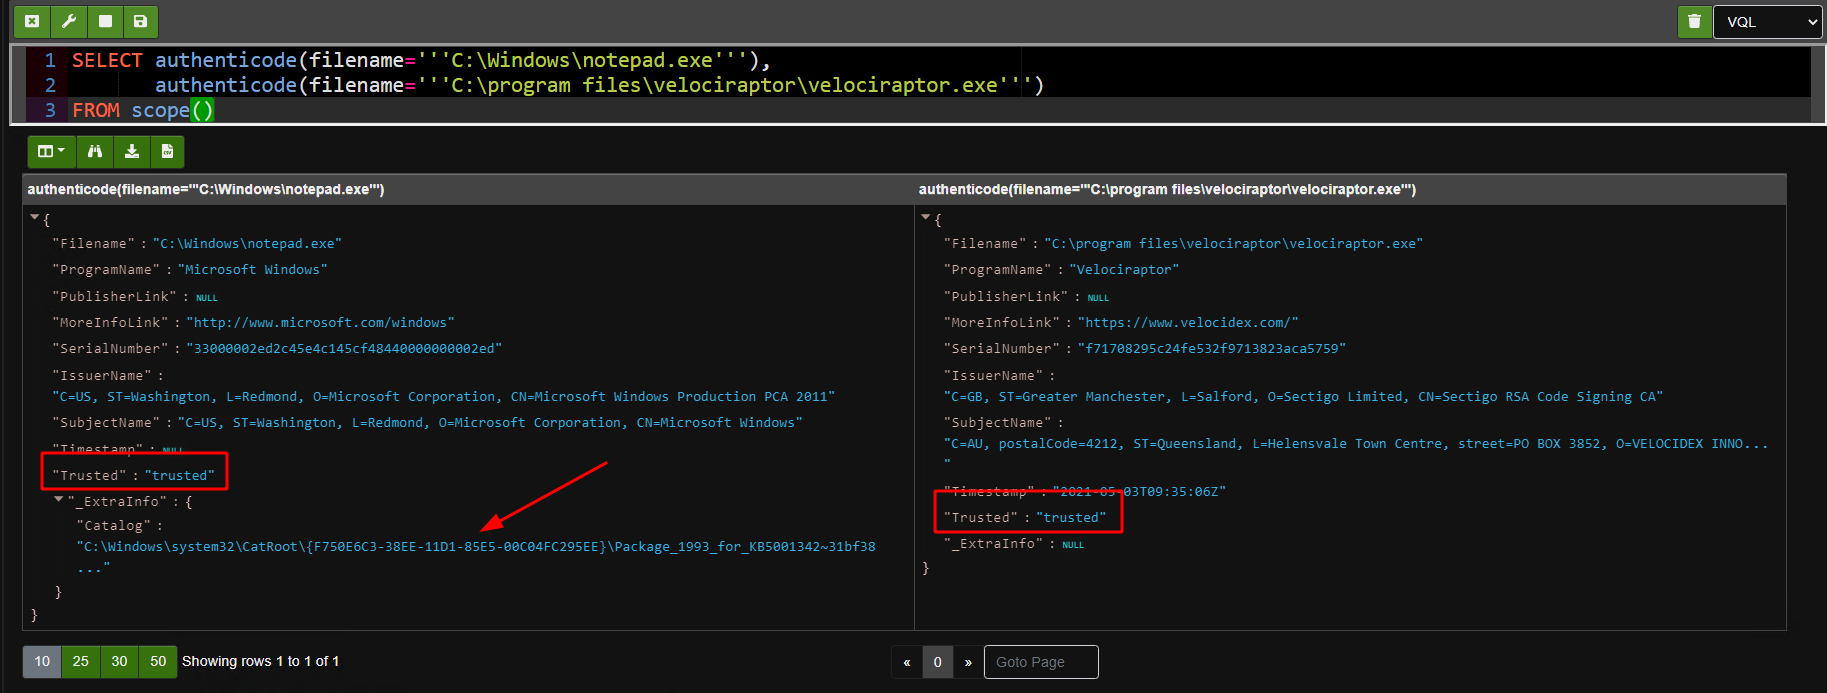 VQL
1 SELECT authenticode(filename='''C:\Windows\notepad.exe'''),
2 authenticode(filename='''C:\program files\velociraptor\velociraptor.exe''')
3 FROM scope()
authenticode(filename='''C:\Windows\notepad.exe''')
{
"Filename" : "C:\Windows\notepad.exe"
"ProgramName" : "Microsoft Windows"
"PublisherLink" : NULL
"MoreInfoLink" : "http://www.microsoft.com/windows"
"SerialNumber" : "33000002ed2c45e4c145cf48440000000002ed"
"IssuerName" :
"C=US, ST=Washington, L=Redmond, O=Microsoft Corporation, CN=Microsoft Windows Production PCA 2011"
"SubjectName" : "C=US, ST=Washington, L=Redmond, O=Microsoft Corporation, CN=Microsoft Windows"
"Timestamp" : NULL
"Trusted" : "trusted"
"_ExtraInfo" : {
"Catalog" :
"C:\Windows\system32\CatRoot\{F750E6C3-38EE-11D1-85E5-00C04FC295EE}\Package_1993_for_KB5001342~31bf38
..."
}
}
authenticode(filename='''C:\program files\velociraptor\velociraptor.exe''')
{
"Filename" : "C:\program files\velociraptor\velociraptor.exe"
"ProgramName" : "Velociraptor"
"PublisherLink" : NULL
"MoreInfoLink" : "https://www.velocidex.com/"
"SerialNumber" : "f71708295c24fe532f9713823aca5759"
"IssuerName" :
"C=GB, ST=Greater Manchester, L=Salford, O=Sectigo Limited, CN=Sectigo RSA Code Signing CA"
"SubjectName" :
"C=AU, postalCode=4212, ST=Queensland, L=Helensvale Town Centre, street=PO BOX 3852, O=VELOCIDEX INNO...
"
"Timestamp" : "2021-05-03T09:35:06Z"
"Trusted" : "trusted"
"_ExtraInfo" : NULL
}
10 25 30 50 Showing rows 1 to 1 of 1
« 0 » Goto Page